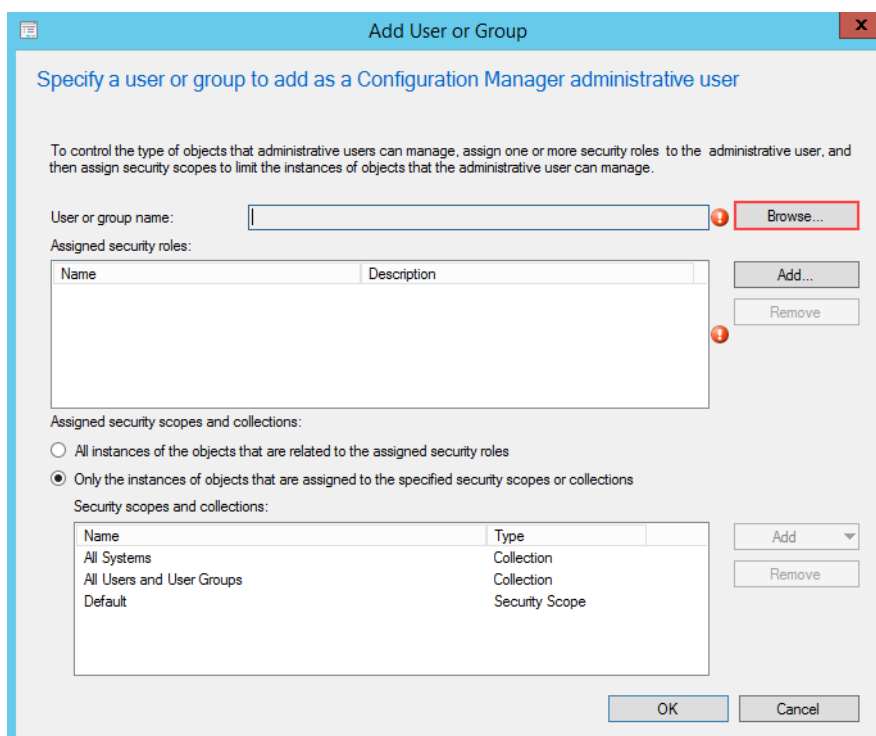 Add User or Group
x
Specify a user or group to add as a Configuration Manager administrative user
To control the type of objects that administrative users can manage, assign one or more security roles to the administrative user, and
then assign security scopes to limit the instances of objects that the administrative user can manage.
User or group name:
! Browse...
Assigned security roles:
Name Description
Add...
Remove
!
Assigned security scopes and collections:
All instances of the objects that are related to the assigned security roles
Only the instances of objects that are assigned to the specified security scopes or collections
Security scopes and collections:
Name Type
Add
All Systems Collection
All Users and User Groups Collection
Remove
Default Security Scope
OK Cancel